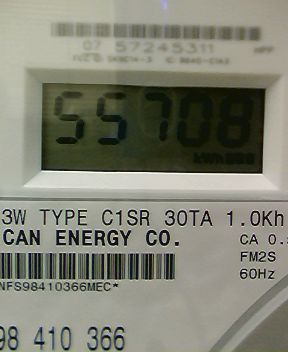 07 57245311
55708
3W TYPE C1SR 30TA 1.0Kh
CAN ENERGY CO.
CA 0.
FM2S
60Hz
NFS98410366MEC*
98 410 366